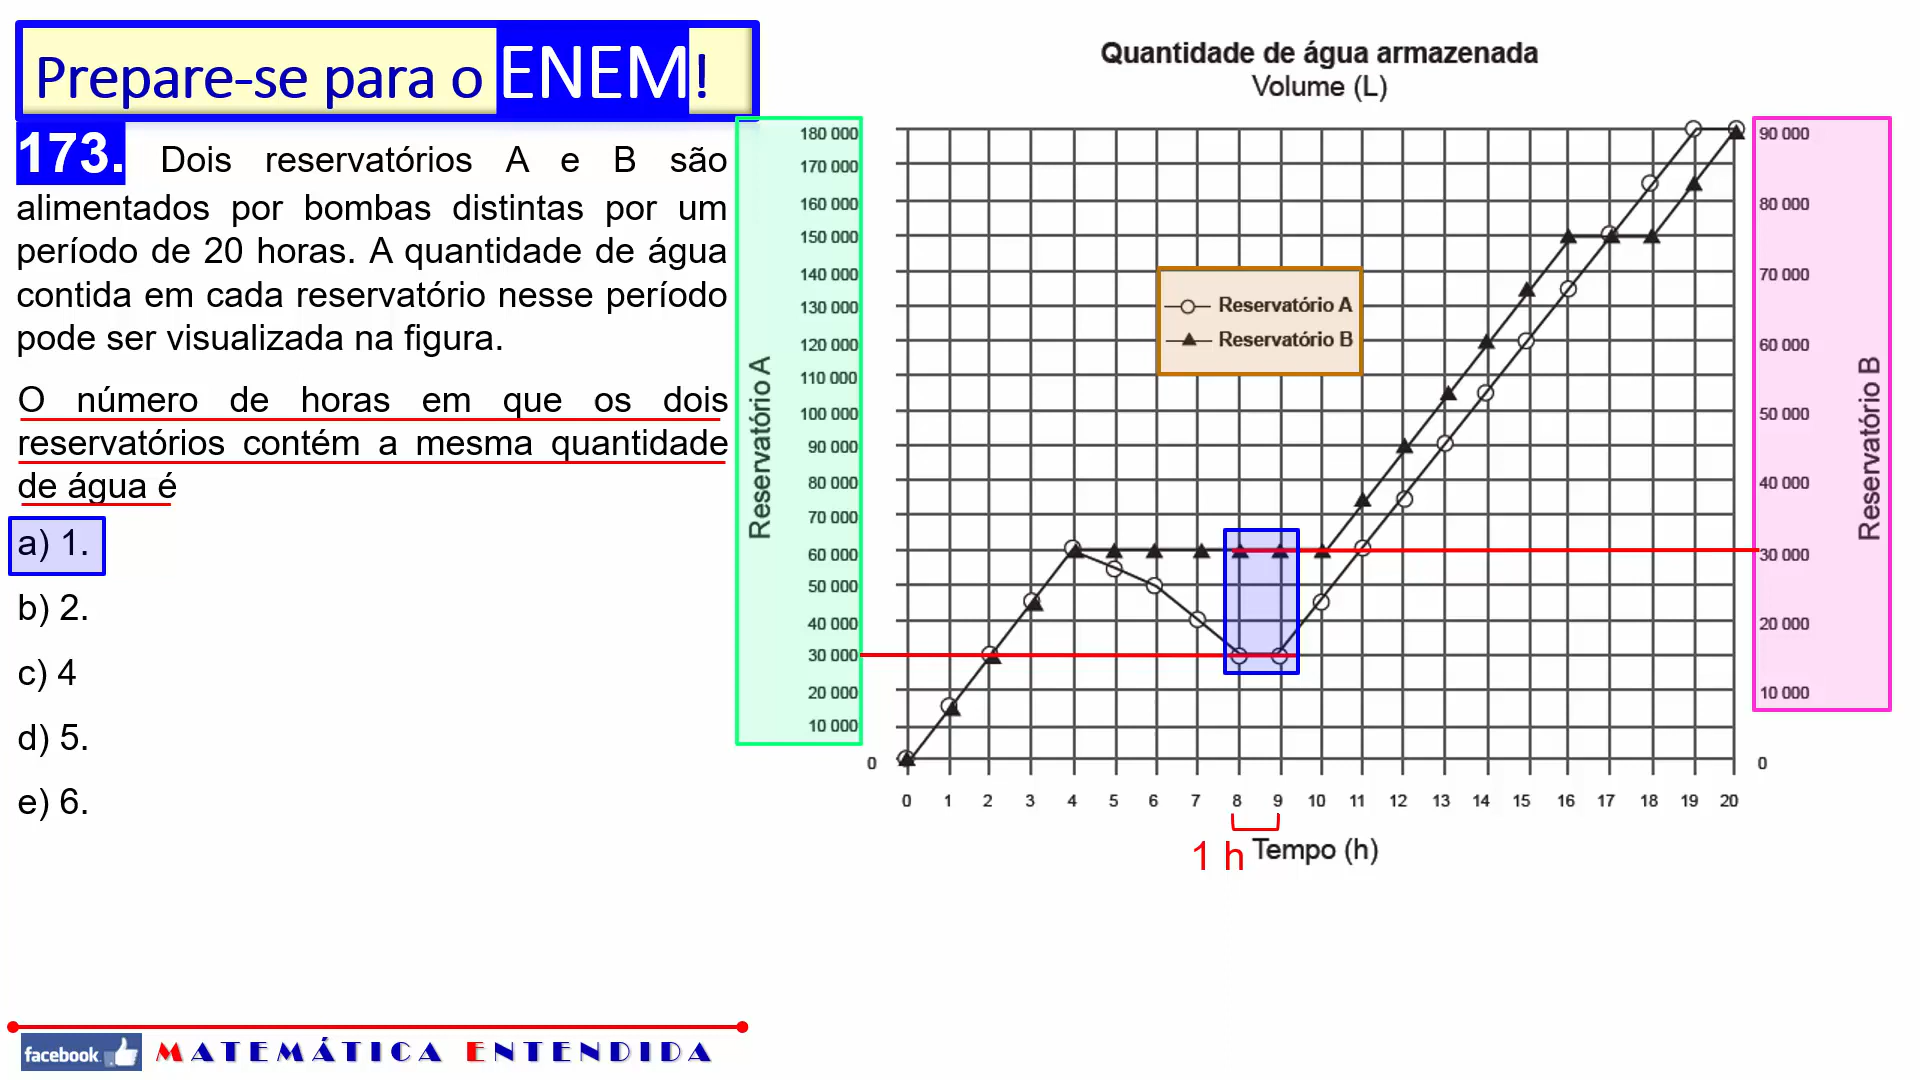 Prepare-se para o ENEM!
173. Dois reservatórios A e B são
alimentados por bombas distintas por um
período de 20 horas. A quantidade de água
contida em cada reservatório nesse período
pode ser visualizada na figura.
O número de horas em que os dois
reservatórios contém a mesma quantidade
de água é
a) 1.
b) 2.
c) 4
d) 5.
e) 6.
facebook
MATEMÁTICA ENTENDIDA
Quantidade de água armazenada
Volume (L)
Reservatório A
180 000
170 000
160 000
150 000
140 000
130 000
120 000
110 000
100 000
90 000
80 000
70 000
60 000
50 000
40 000
30 000
20 000
10 000
0
Reservatório A
Reservatório B
90 000
80 000
70 000
60 000
50 000
40 000
30 000
20 000
10 000
0
Reservatório B
0 1 2 3 4 5 6 7 8 9 10 11 12 13 14 15 16 17 18 19 20
1 h
Tempo (h)